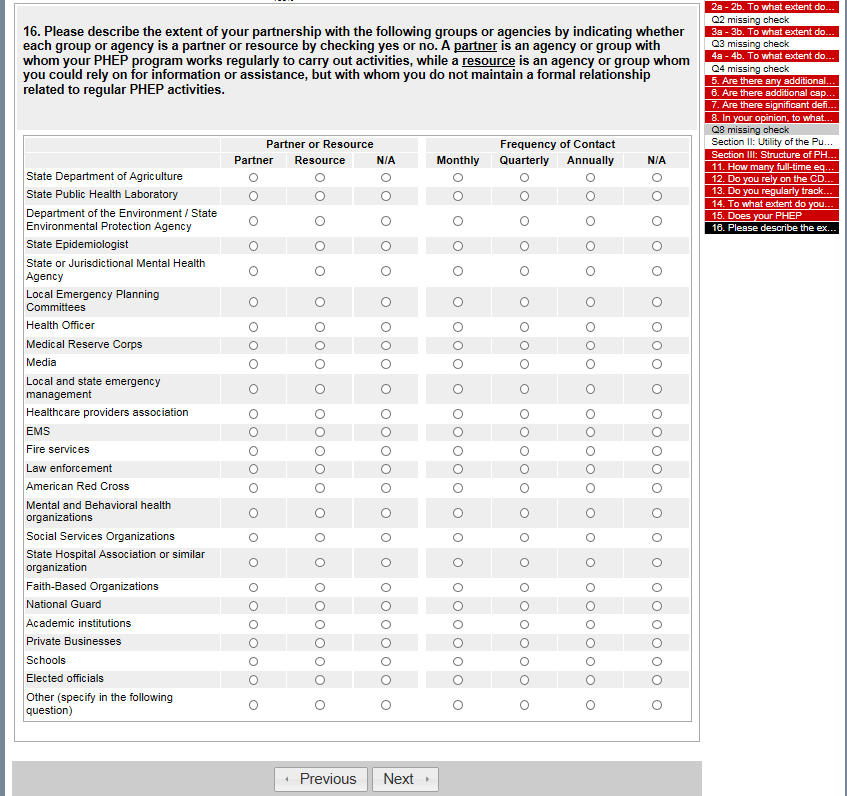 16. Please describe the extent of your partnership with the following groups or agencies by indicating whether
each group or agency is a partner or resource by checking yes or no. A partner is an agency or group with
whom your PHEP program works regularly to carry out activities, while a resource is an agency or group whom
you could rely on for information or assistance, but with whom you do not maintain a formal relationship
related to regular PHEP activities.
Partner or Resource Frequency of Contact
Partner Resource N/A Monthly Quarterly Annually N/A
State Department of Agriculture
State Public Health Laboratory
Department of the Environment / State
Environmental Protection Agency
State Epidemiologist
State or Jurisdictional Mental Health
Agency
Local Emergency Planning
Committees
Health Officer
Medical Reserve Corps
Media
Local and state emergency
management
Healthcare providers association
EMS
Fire services
Law enforcement
American Red Cross
Mental and Behavioral health
organizations
Social Services Organizations
State Hospital Association or similar
organization
Faith-Based Organizations
National Guard
Academic institutions
Private Businesses
Schools
Elected officials
Other (specify in the following
question)
Previous Next
2a - 2b. To what extent do...
Q2 missing check
3a - 3b. To what extent do...
Q3 missing check
4a - 4b. To what extent do...
Q4 missing check
5. Are there any additional...
6. Are there additional cap...
7. Are there significant defi...
8. In your opinion, to what...
Q8 missing check
Section II: Utility of the Pu...
Section III: Structure of PH...
11. How many full-time eq...
12. Do you rely on the CD...
13. Do you regularly track...
14. To what extent do you...
15. Does your PHEP
16. Please describe the ex...